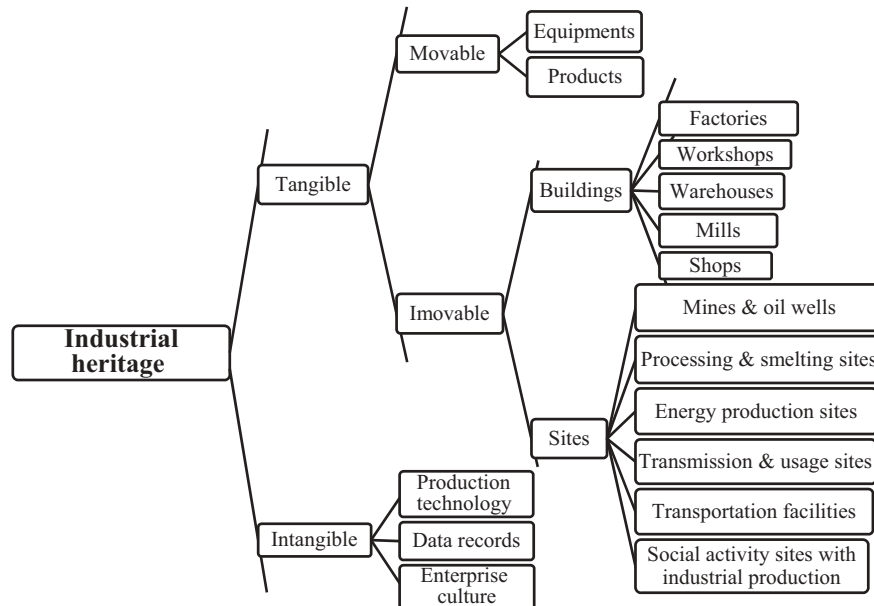 Industrial
heritage
Tangible
Movable
Equipments
Products
Imovable
Buildings
Factories
Workshops
Warehouses
Mills
Shops
Sites
Mines & oil wells
Processing & smelting sites
Energy production sites
Transmission & usage sites
Transportation facilities
Social activity sites with
industrial production
Intangible
Production
technology
Data records
Enterprise
culture